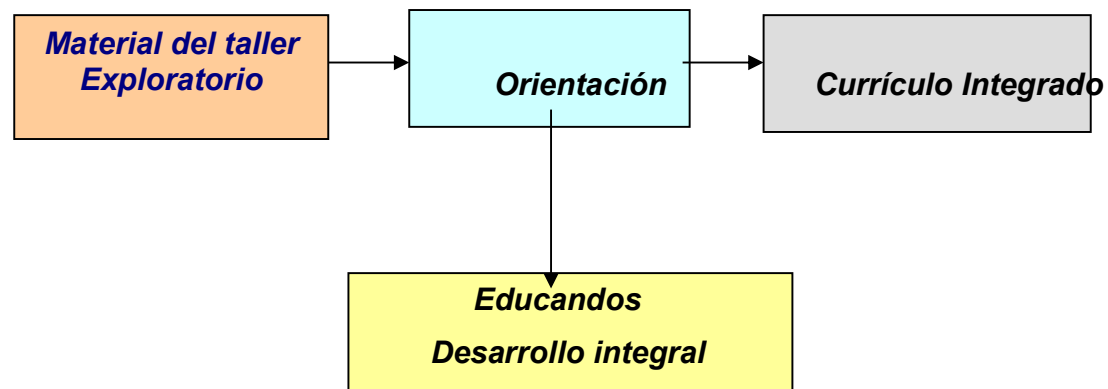 Material del taller
Exploratorio
Orientación
Currículo Integrado
Educandos
Desarrollo integral